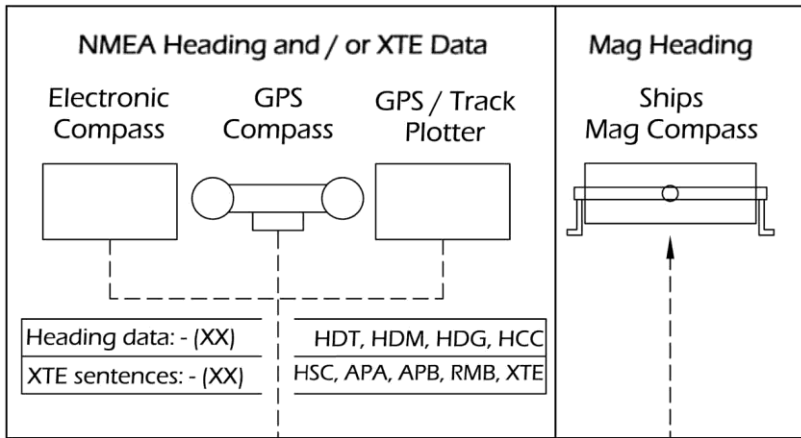 NMEA Heading and / or XTE Data
Electronic
Compass
GPS
Compass
GPS / Track
Plotter
Heading data: - (XX) HDT, HDM, HDG, HCC
XTE sentences: - (XX) HSC, APA, APB, RMB, XTE
Mag Heading
Ships
Mag Compass